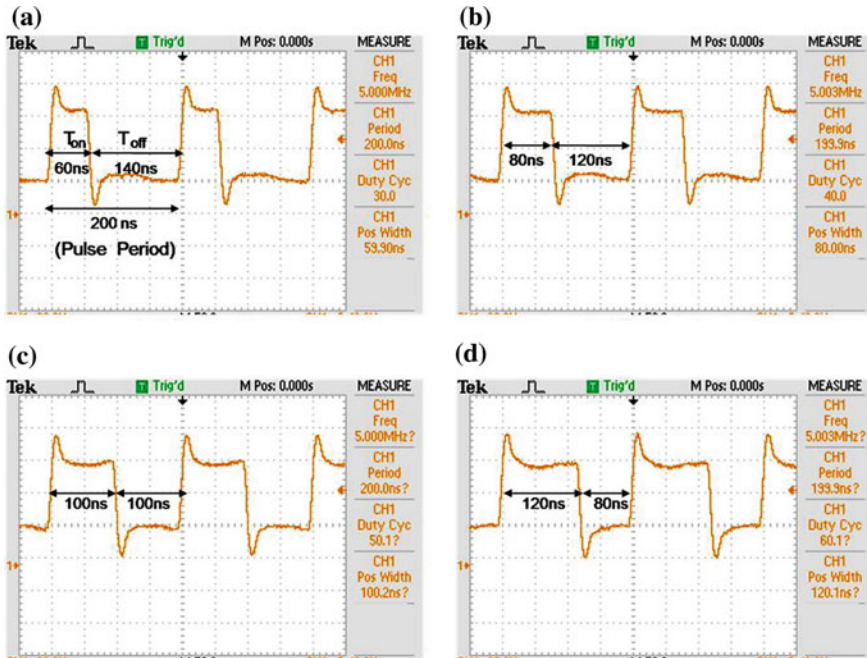 (a)
Tek Trig'd M Pos: 0.000s MEASURE
CH1
Freq
5.000MHz
CH1
Period
200.0ns
CH1
Duty Cyc
30.0
CH1
Pos Width
59.90ns
Ton Toff
60ns 140ns
200 ns
(Pulse Period)
1
(b)
Tek Trig'd M Pos: 0.000s MEASURE
CH1
Freq
5.003MHz
CH1
Period
199.9ns
CH1
Duty Cyc
40.0
CH1
Pos Width
80.00ns
80ns 120ns
1
(c)
Tek Trig'd M Pos: 0.000s MEASURE
CH1
Freq
5.000MHz?
CH1
Period
200.0ns?
CH1
Duty Cyc
50.1?
CH1
Pos Width
100.2ns?
100ns 100ns
1
(d)
Tek Trig'd M Pos: 0.000s MEASURE
CH1
Freq
5.003MHz?
CH1
Period
199.9ns?
CH1
Duty Cyc
60.1?
CH1
Pos Width
120.1ns?
120ns 80ns
1